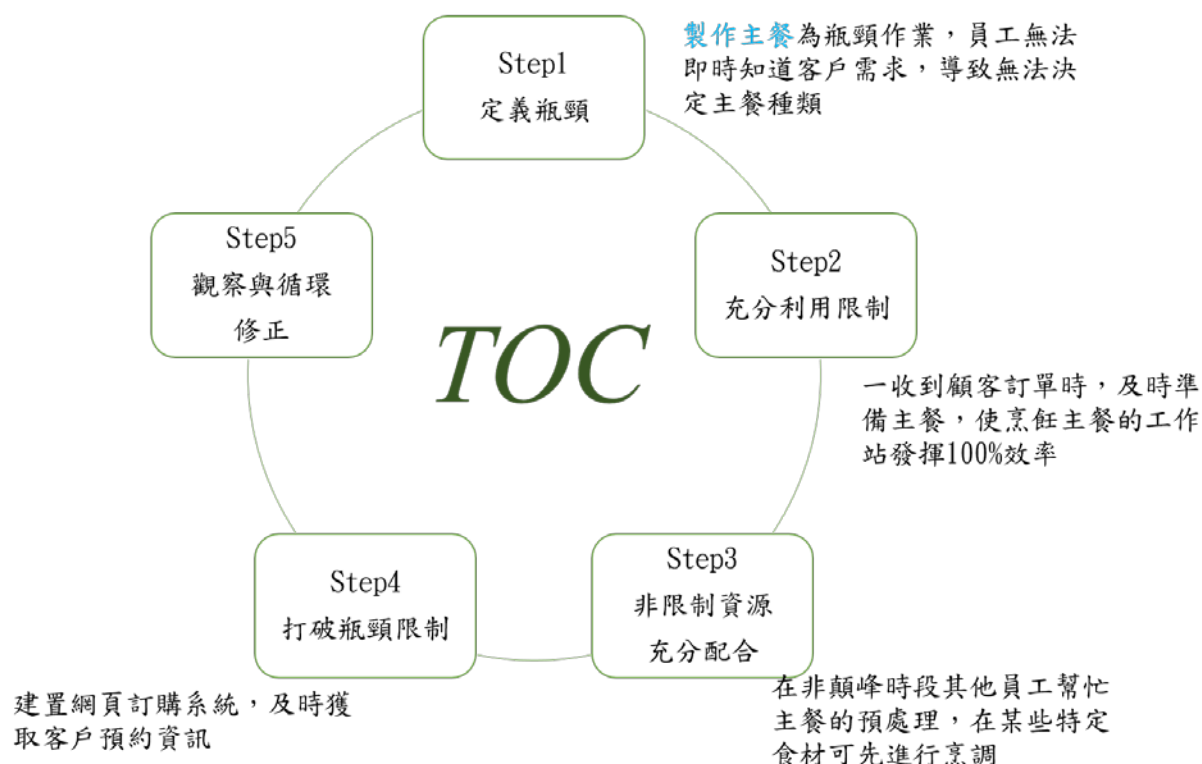 Step1
定義瓶頸
製作主餐為瓶頸作業，員工無法
即時知道客戶需求，導致無法決
定主餐種類
Step2
充分利用限制
一收到顧客訂單時，及時準
備主餐，使烹飪主餐的工作
站發揮100%效率
Step3
非限制資源
充分配合
在非顛峰時段其他員工幫忙
主餐的預處理，在某些特定
食材可先進行烹調
Step4
打破瓶頸限制
建置網頁訂購系統，及時獲
取客戶預約資訊
Step5
觀察與循環
修正
TOC